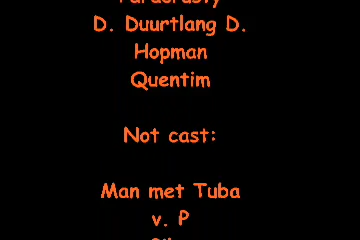 D. Duurtlang D.
Hopman
Quentim
Not cast:
Man met Tuba
v. P